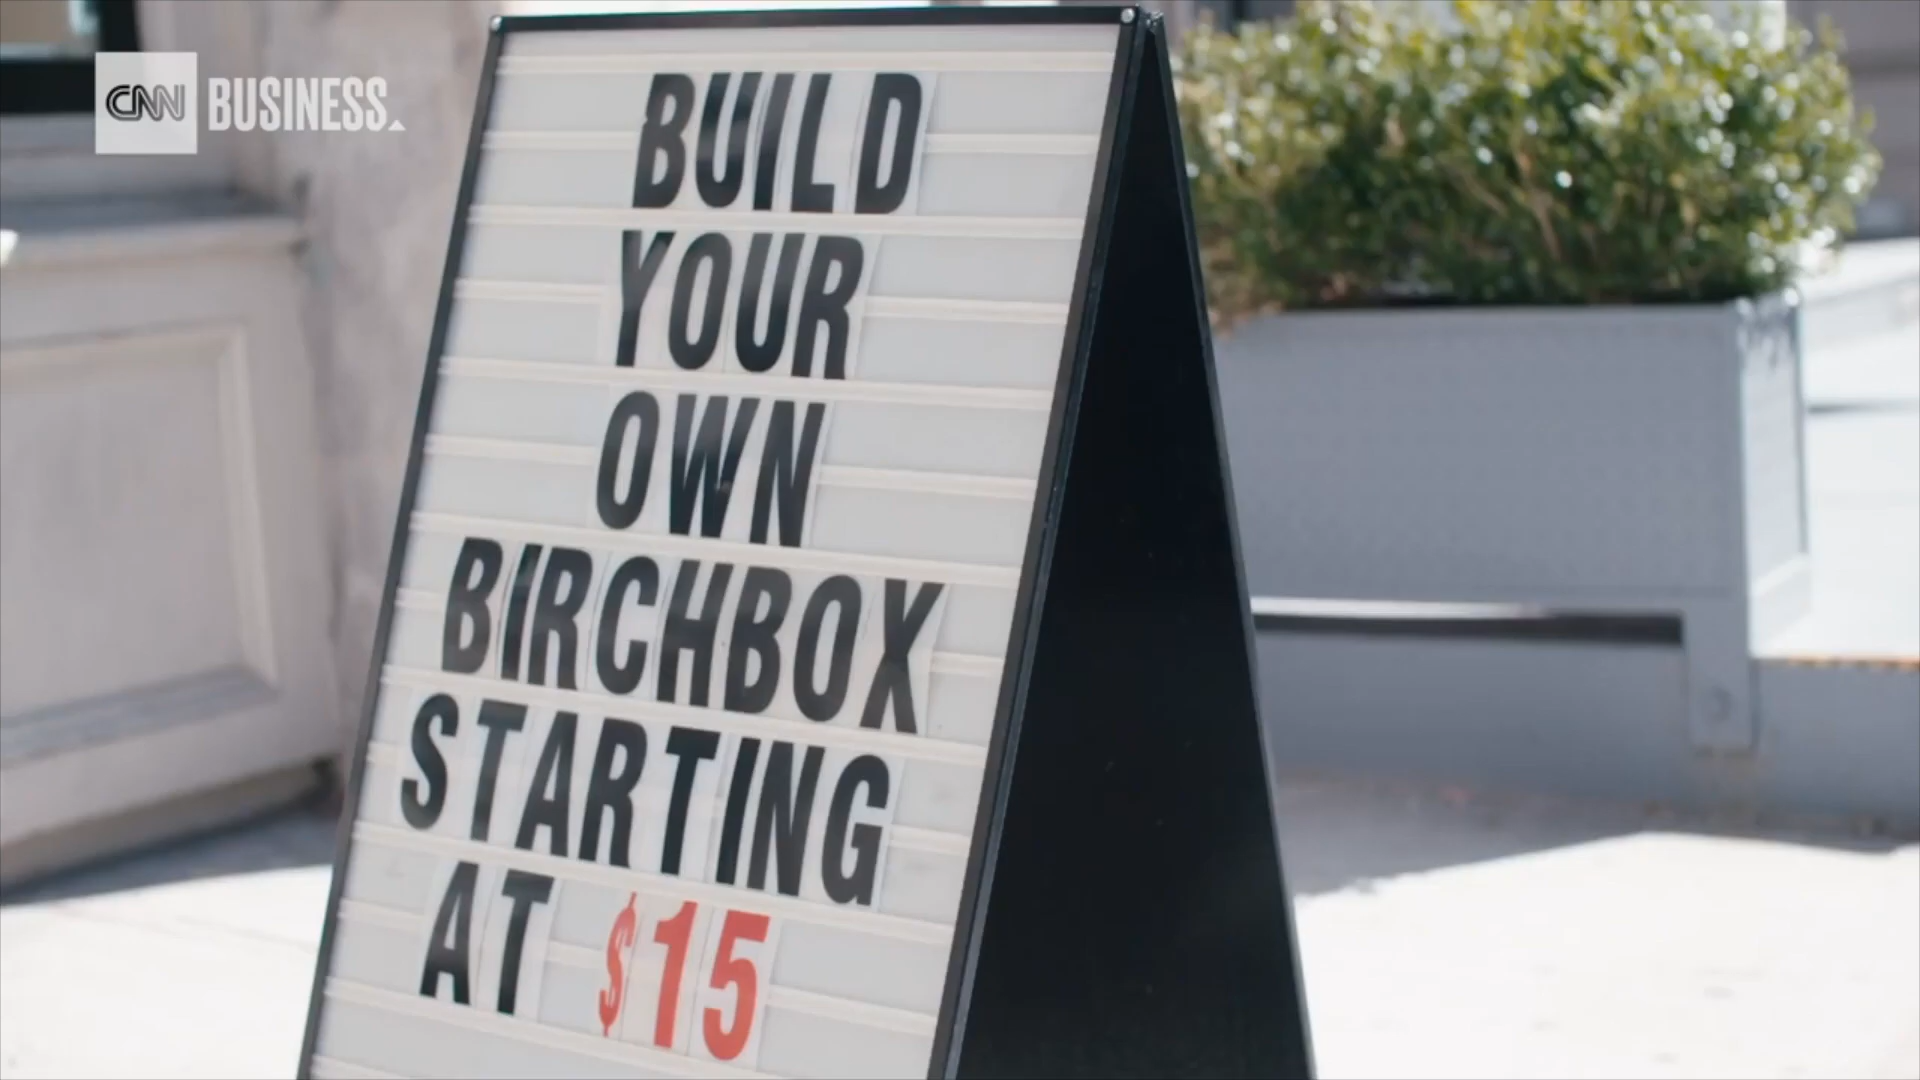 CNN BUSINESS
BUILD
YOUR
OWN
BIRCHBOX
STARTING
AT $15